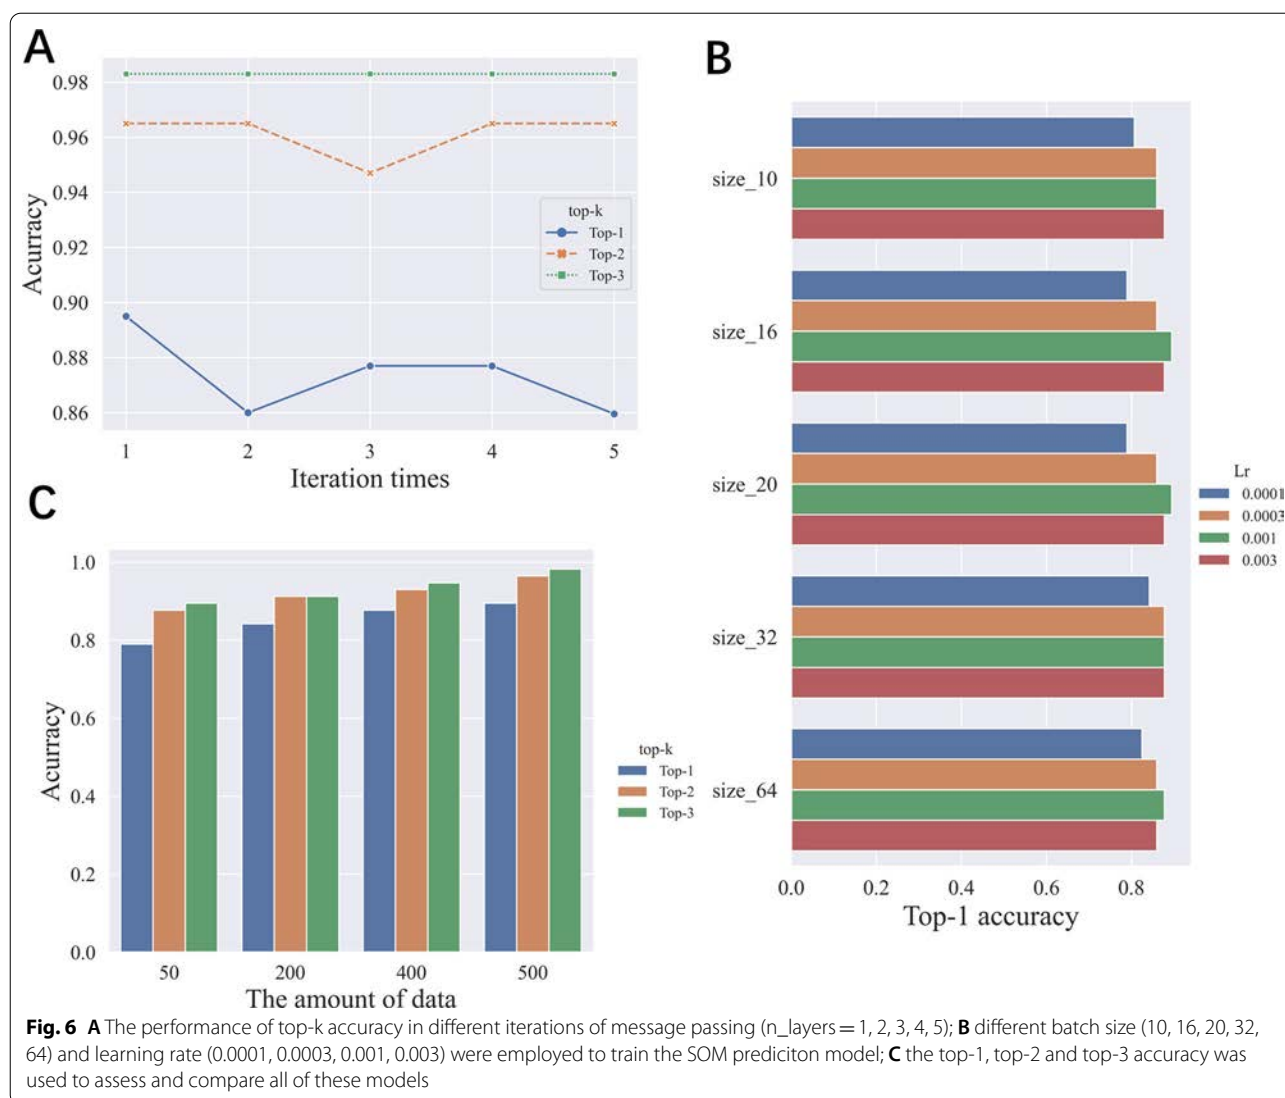 A
0.98
0.96
0.94
0.92
0.90
0.88
0.86
Acurracy
top-k
Top-1
Top-2
Top-3
1 2 3 4 5
Iteration times
B
size_10
size_16
size_20
size_32
size_64
0.0 0.2 0.4 0.6 0.8
Top-1 accuracy
Lr
0.0001
0.0003
0.001
0.003
C
1.0
0.8
0.6
0.4
0.2
0.0
Acurracy
top-k
Top-1
Top-2
Top-3
50 200 400 500
The amount of data
Fig. 6 A The performance of top-k accuracy in different iterations of message passing (n_layers = 1, 2, 3, 4, 5); B different batch size (10, 16, 20, 32,
64) and learning rate (0.0001, 0.0003, 0.001, 0.003) were employed to train the SOM prediciton model; C the top-1, top-2 and top-3 accuracy was
used to assess and compare all of these models